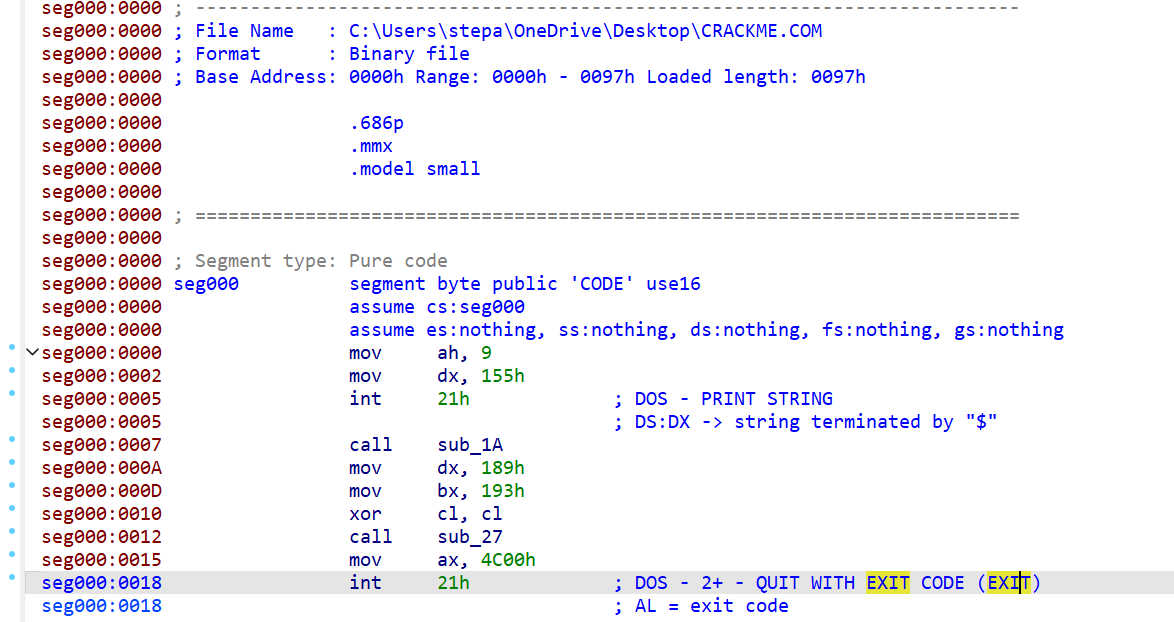 seg000:0000 ; ---------------------------------------------------------------------------
seg000:0000 ; File Name   : C:\Users\stepa\OneDrive\Desktop\CRACKME.COM
seg000:0000 ; Format      : Binary file
seg000:0000 ; Base Address: 0000h Range: 0000h - 0097h Loaded length: 0097h
seg000:0000
seg000:0000                 .686p
seg000:0000                 .mmx
seg000:0000                 .model small
seg000:0000
seg000:0000 ; ===========================================================================
seg000:0000
seg000:0000 ; Segment type: Pure code
seg000:0000 seg000          segment byte public 'CODE' use16
seg000:0000                 assume cs:seg000
seg000:0000                 assume es:nothing, ss:nothing, ds:nothing, fs:nothing, gs:nothing
seg000:0000                 mov     ah, 9
seg000:0002                 mov     dx, 155h
seg000:0005                 int     21h             ; DOS - PRINT STRING
seg000:0005                                         ; DS:DX -> string terminated by "$"
seg000:0007                 call    sub_1A
seg000:000A                 mov     dx, 189h
seg000:000D                 mov     bx, 193h
seg000:0010                 xor     cl, cl
seg000:0012                 call    sub_27
seg000:0015                 mov     ax, 4C00h
seg000:0018                 int     21h             ; DOS - 2+ - QUIT WITH EXIT CODE (EXIT)
seg000:0018                                         ; AL = exit code